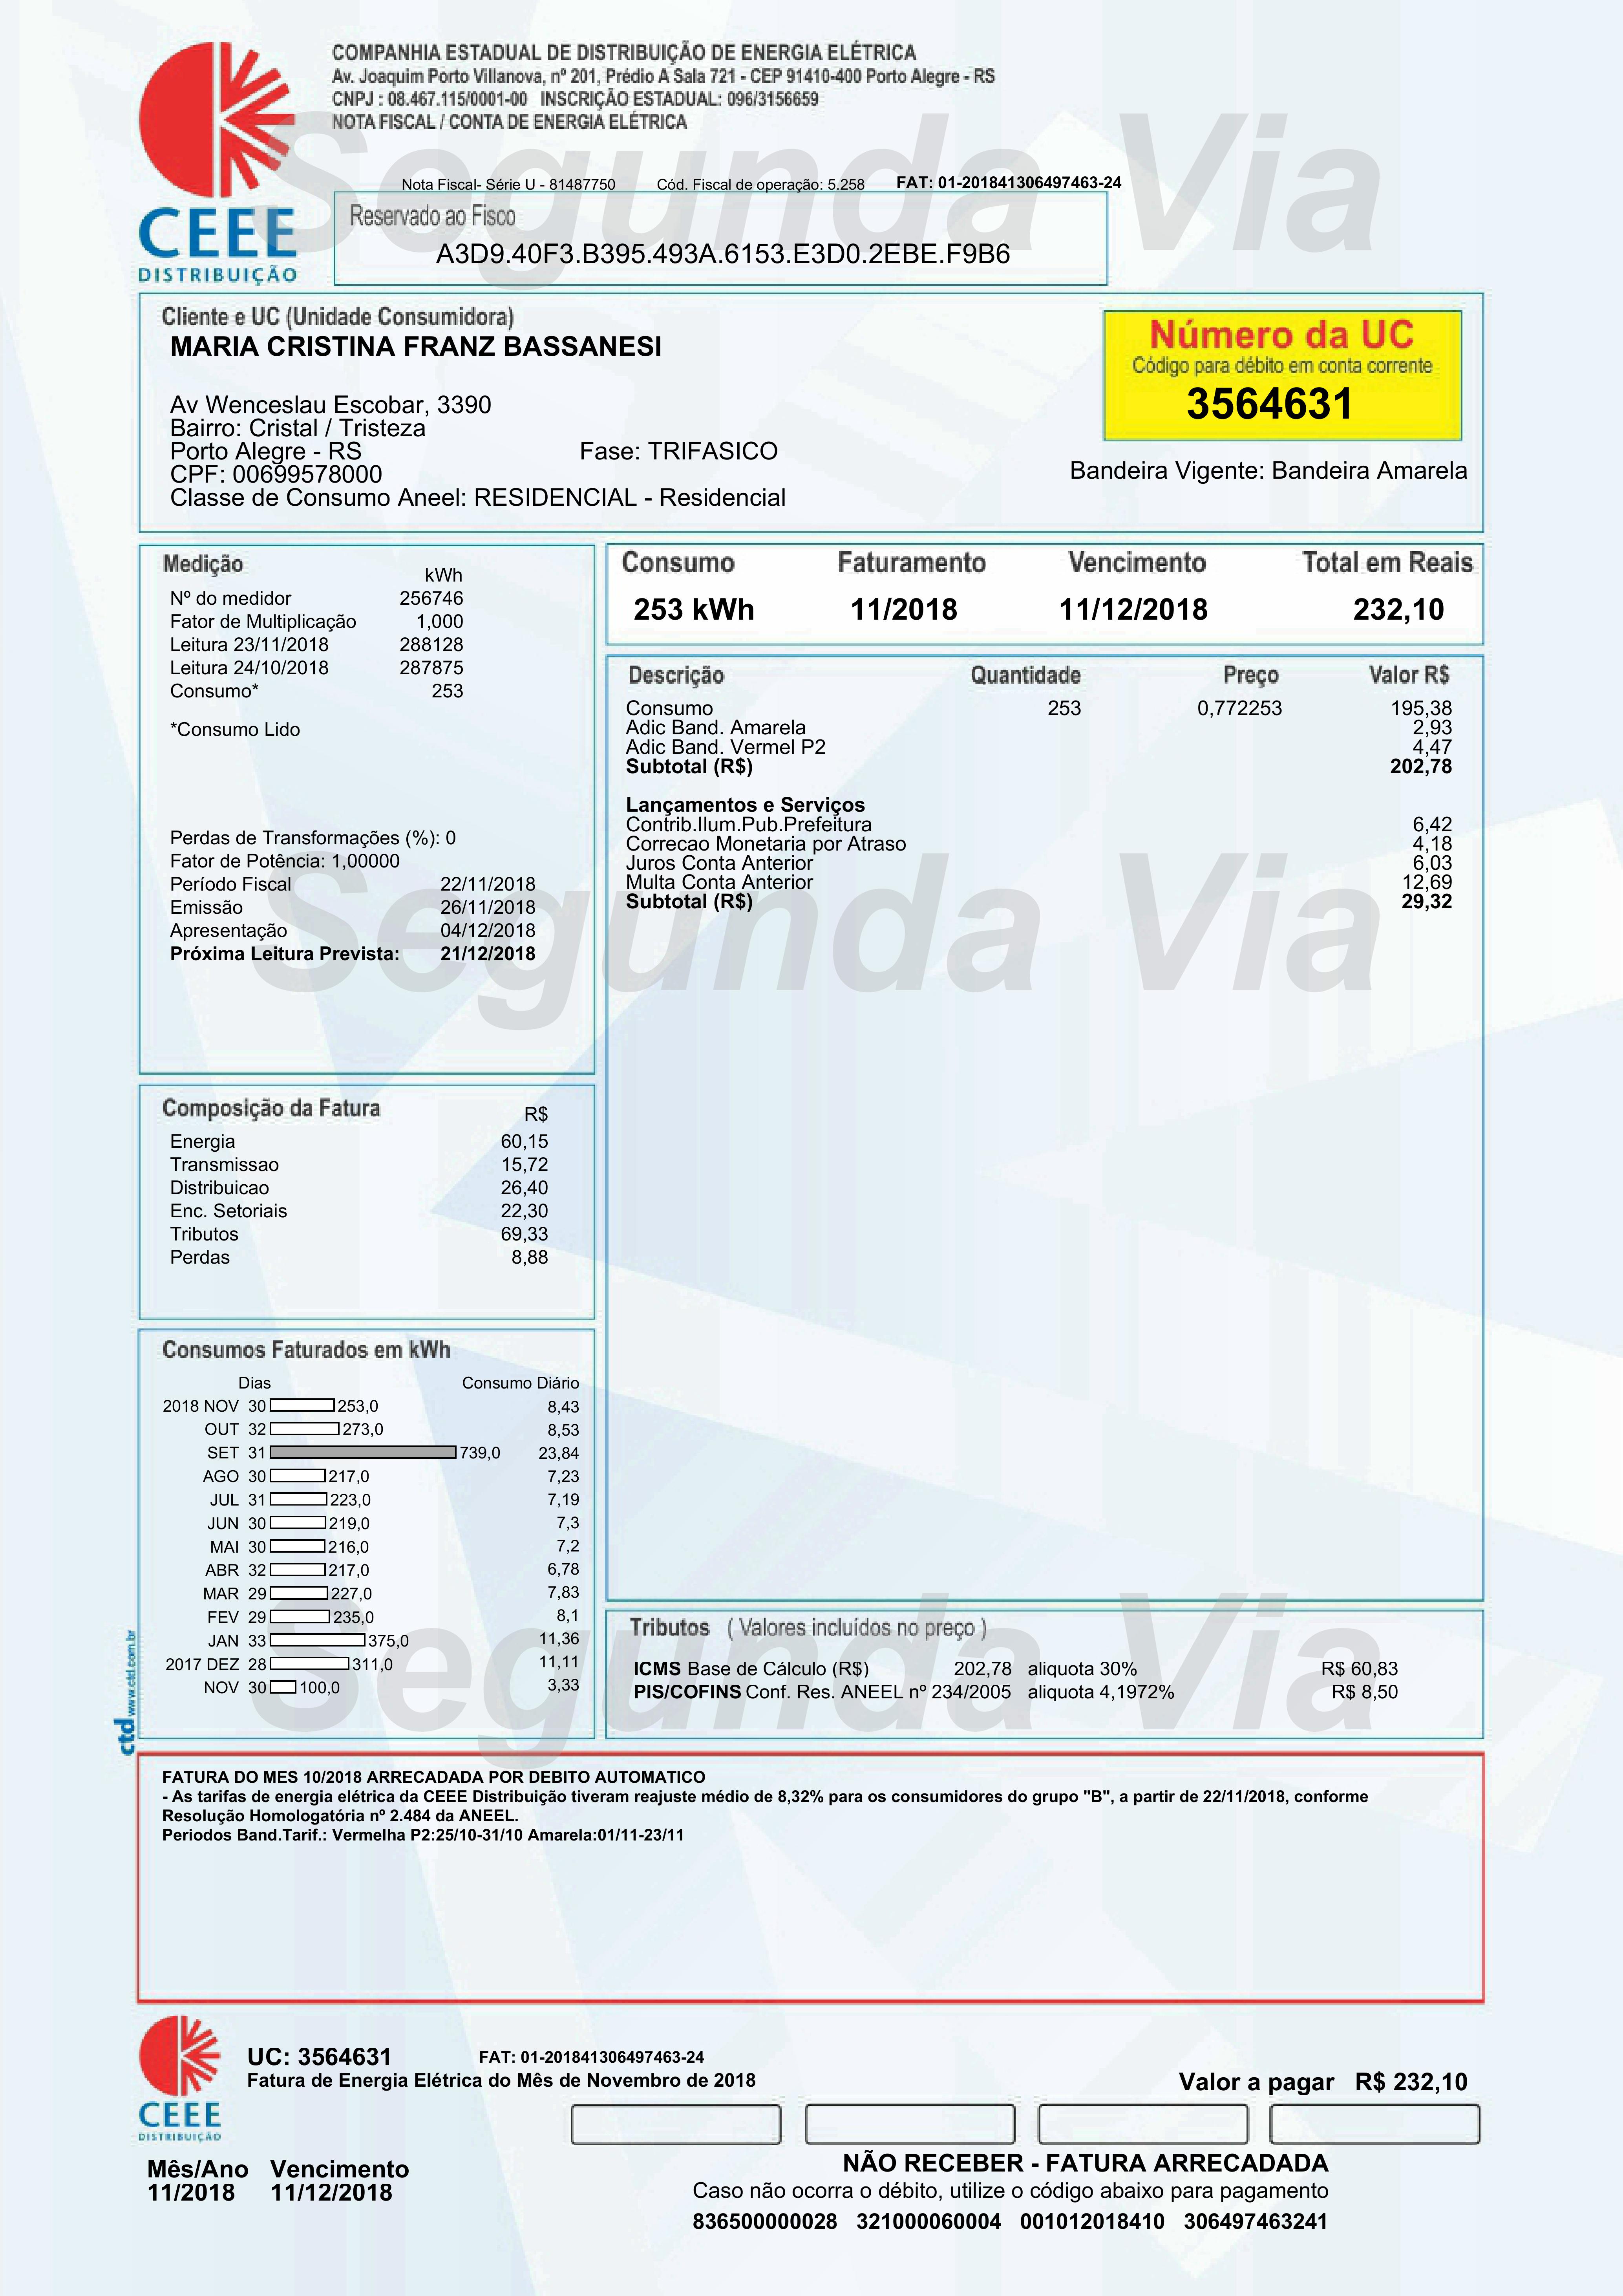 COMPANHIA ESTADUAL DE DISTRIBUIÇÃO DE ENERGIA ELÉTRICA
Av. Joaquim Porto Villanova, nº 201, Prédio A Sala 721 - CEP 91410-400 Porto Alegre - RS
CNPJ : 08.467.115/0001-00 INSCRIÇÃO ESTADUAL: 096/3156659
NOTA FISCAL / CONTA DE ENERGIA ELÉTRICA
Segunda Via
Nota Fiscal- Série U - 81487750 Cód. Fiscal de operação: 5.258 FAT: 01-201841306497463-24
CEEE
DISTRIBUIÇÃO
Reservado ao Fisco
A3D9.40F3.B395.493A.6153.E3D0.2EBE.F9B6
Cliente e UC (Unidade Consumidora)
MARIA CRISTINA FRANZ BASSANESI
Av Wenceslau Escobar, 3390
Bairro: Cristal / Tristeza
Porto Alegre - RS Fase: TRIFASICO
CPF: 00699578000
Classe de Consumo Aneel: RESIDENCIAL - Residencial
Número da UC
Código para débito em conta corrente
3564631
Bandeira Vigente: Bandeira Amarela
Medição
kWh
Nº do medidor 256746
Fator de Multiplicação 1,000
Leitura 23/11/2018 288128
Leitura 24/10/2018 287875
Consumo* 253
*Consumo Lido
Perdas de Transformações (%): 0
Fator de Potência: 1,00000
Período Fiscal 22/11/2018
Emissão 26/11/2018
Apresentação 04/12/2018
Próxima Leitura Prevista: 21/12/2018
Consumo Faturamento Vencimento Total em Reais
253 kWh 11/2018 11/12/2018 232,10
Descrição Quantidade Preço Valor R$
Consumo 253 0,772253 195,38
Adic Band. Amarela 2,93
Adic Band. Vermel P2 4,47
Subtotal (R$) 202,78
Lançamentos e Serviços
Contrib.Ilum.Pub.Prefeitura 6,42
Correcao Monetaria por Atraso 4,18
Juros Conta Anterior 6,03
Multa Conta Anterior 12,69
Subtotal (R$) 29,32
Segunda Via
Composição da Fatura R$
Energia 60,15
Transmissao 15,72
Distribuicao 26,40
Enc. Setoriais 22,30
Tributos 69,33
Perdas 8,88
Consumos Faturados em kWh
Dias Consumo Diário
2018 NOV 30 253,0 8,43
OUT 32 273,0 8,53
SET 31 739,0 23,84
AGO 30 217,0 7,23
JUL 31 223,0 7,19
JUN 30 219,0 7,3
MAI 30 216,0 7,2
ABR 32 217,0 6,78
MAR 29 227,0 7,83
FEV 29 235,0 8,1
JAN 33 375,0 11,36
2017 DEZ 28 311,0 11,11
NOV 30 100,0 3,33
ctd www.ctd.com.br
Segunda Via
Tributos ( Valores incluídos no preço )
ICMS Base de Cálculo (R$) 202,78 aliquota 30% R$ 60,83
PIS/COFINS Conf. Res. ANEEL nº 234/2005 aliquota 4,1972% R$ 8,50
FATURA DO MES 10/2018 ARRECADADA POR DEBITO AUTOMATICO
- As tarifas de energia elétrica da CEEE Distribuição tiveram reajuste médio de 8,32% para os consumidores do grupo "B", a partir de 22/11/2018, conforme
Resolução Homologatória nº 2.484 da ANEEL.
Periodos Band.Tarif.: Vermelha P2:25/10-31/10 Amarela:01/11-23/11
CEEE
DISTRIBUIÇÃO
UC: 3564631 FAT: 01-201841306497463-24
Fatura de Energia Elétrica do Mês de Novembro de 2018
Valor a pagar R$ 232,10
Mês/Ano Vencimento
11/2018 11/12/2018
NÃO RECEBER - FATURA ARRECADADA
Caso não ocorra o débito, utilize o código abaixo para pagamento
836500000028 321000060004 001012018410 306497463241